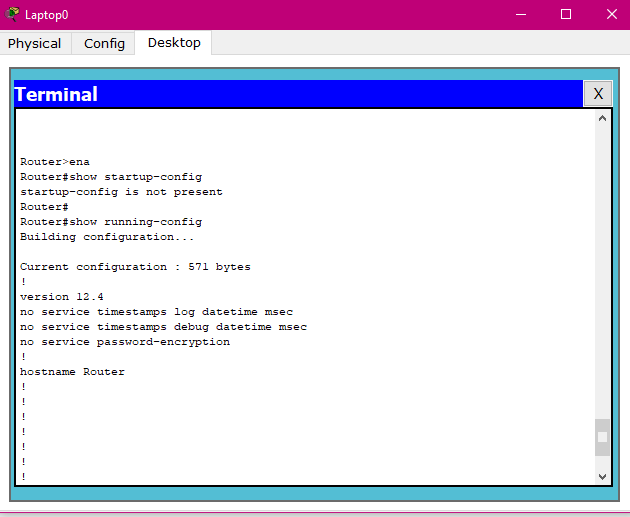 Laptop0
Physical Config Desktop
Terminal
X
Router>ena
Router#show startup-config
startup-config is not present
Router#
Router#show running-config
Building configuration...
Current configuration : 571 bytes
!
version 12.4
no service timestamps log datetime msec
no service timestamps debug datetime msec
no service password-encryption
!
hostname Router
!
!
!
!
!
!
!